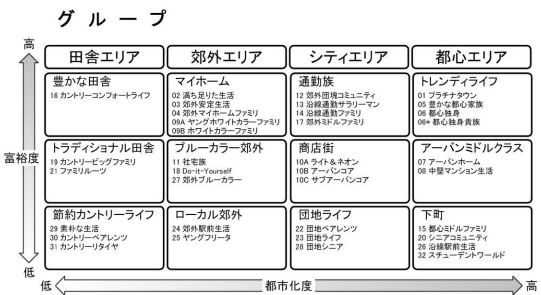 グループ
高
田舎エリア
郊外エリア
シティエリア
都心エリア
豊かな田舎
16 カントリーコンフォートライフ
マイホーム
02 満ち足りた生活
03 郊外安定生活
04 郊外マイホームファミリ
09A ヤングホワイトカラーファミリ
09B ホワイトカラーファミリ
通勤族
12 郊外団塊コミュニティ
13 沿線通勤サラリーマン
14 沿線通勤ファミリ
17 郊外ミドルファミリ
トレンディライフ
01 プラチナタウン
05 豊かな都心家族
06 都心独身
06* 都心独身貴族
富裕度
トラディショナル田舎
19 カントリービッグファミリ
21 ファミリルーツ
ブルーカラー郊外
11 社宅族
18 Do-it-Yourself
27 郊外ブルーカラー
商店街
10A ライト&ネオン
10B アーバンコア
10C サブアーバンコア
アーバンミドルクラス
07 アーバンホーム
08 中堅マンション生活
節約カントリーライフ
29 素朴な生活
30 カントリーペアレンツ
31 カントリーリタイヤ
ローカル郊外
24 郊外駅前生活
25 ヤングフリータ
団地ライフ
22 団地ペアレンツ
23 団地ライフ
28 団地シニア
下町
15 都心ミドルファミリ
20 シニアコミュニティ
26 沿線駅前生活
32 スチューデントワールド
低
低 都市化度 高